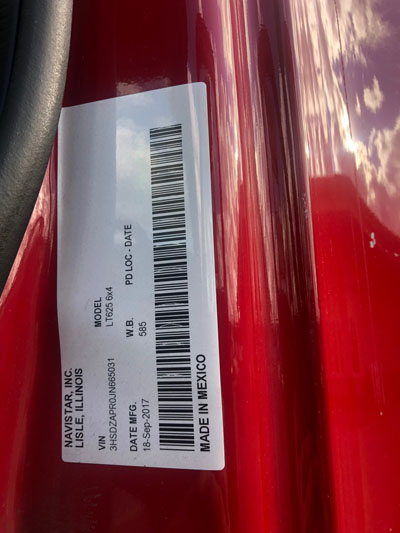 NAVISTAR, INC.
LISLE, ILLINOIS
VIN MODEL
3HSDZAPR0JN665031 LT625 6x4
DATE MFG W.B. PD LOC - DATE
18-Sep-2017 585
MADE IN MEXICO